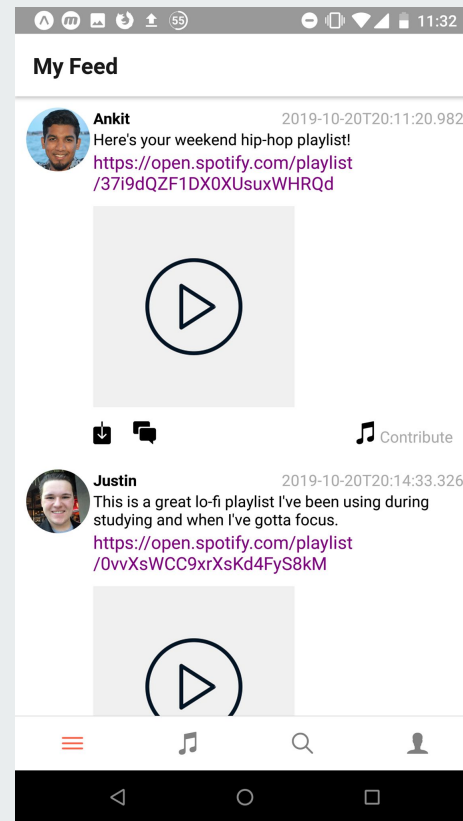 55 11:32
My Feed
Ankit 2019-10-20T20:11:20.982
Here's your weekend hip-hop playlist!
https://open.spotify.com/playlist
/37i9dQZF1DX0XUsuxWHRQd
Contribute
Justin 2019-10-20T20:14:33.326
This is a great lo-fi playlist I've been using during
studying and when I've gotta focus.
https://open.spotify.com/playlist
/0vvXsWCC9xrXsKd4FyS8kM